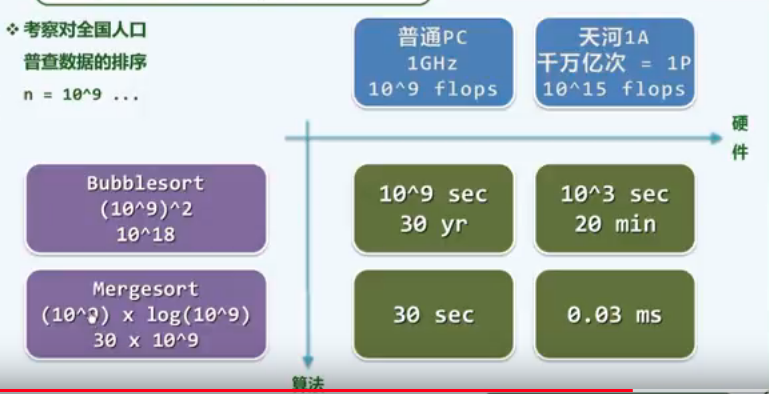 ❖ 考察对全国人口
普查数据的排序
n = 10^9 ...
普通PC
1GHz
10^9 flops
天河1A
千万亿次 = 1P
10^15 flops
硬
件
Bubblesort
(10^9)^2
10^18
10^9 sec
30 yr
10^3 sec
20 min
Mergesort
(10^9) x log(10^9)
30 x 10^9
30 sec
0.03 ms
算法